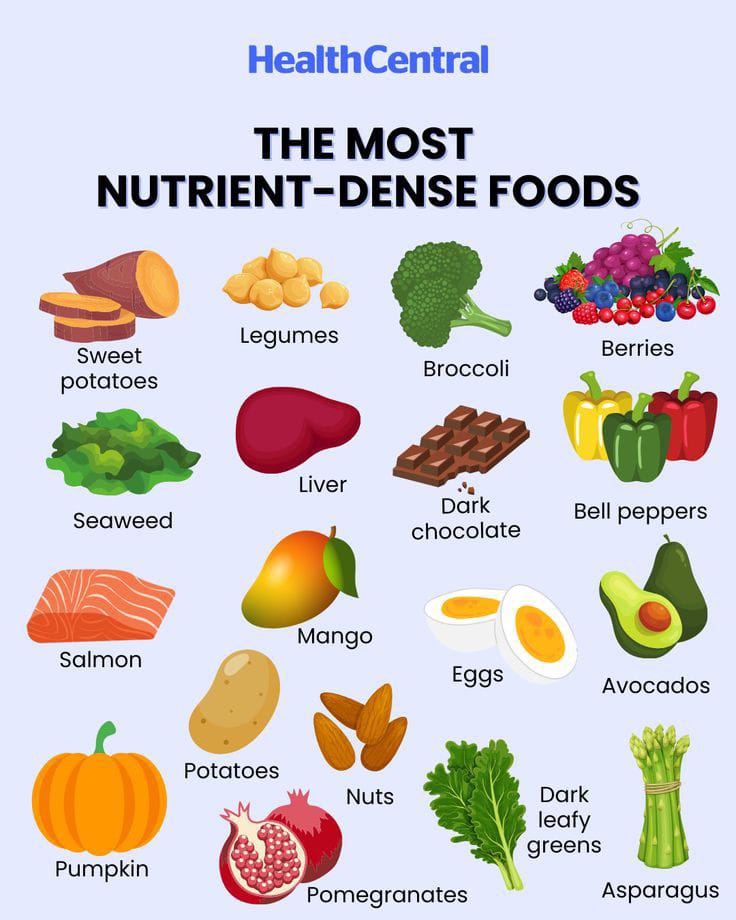 HealthCentral
THE MOST
NUTRIENT-DENSE FOODS
Sweet
potatoes
Legumes
Broccoli
Berries
Seaweed
Liver
Dark
chocolate
Bell peppers
Salmon
Mango
Eggs
Avocados
Potatoes
Nuts
Dark
leafy
greens
Pumpkin
Pomegranates
Asparagus